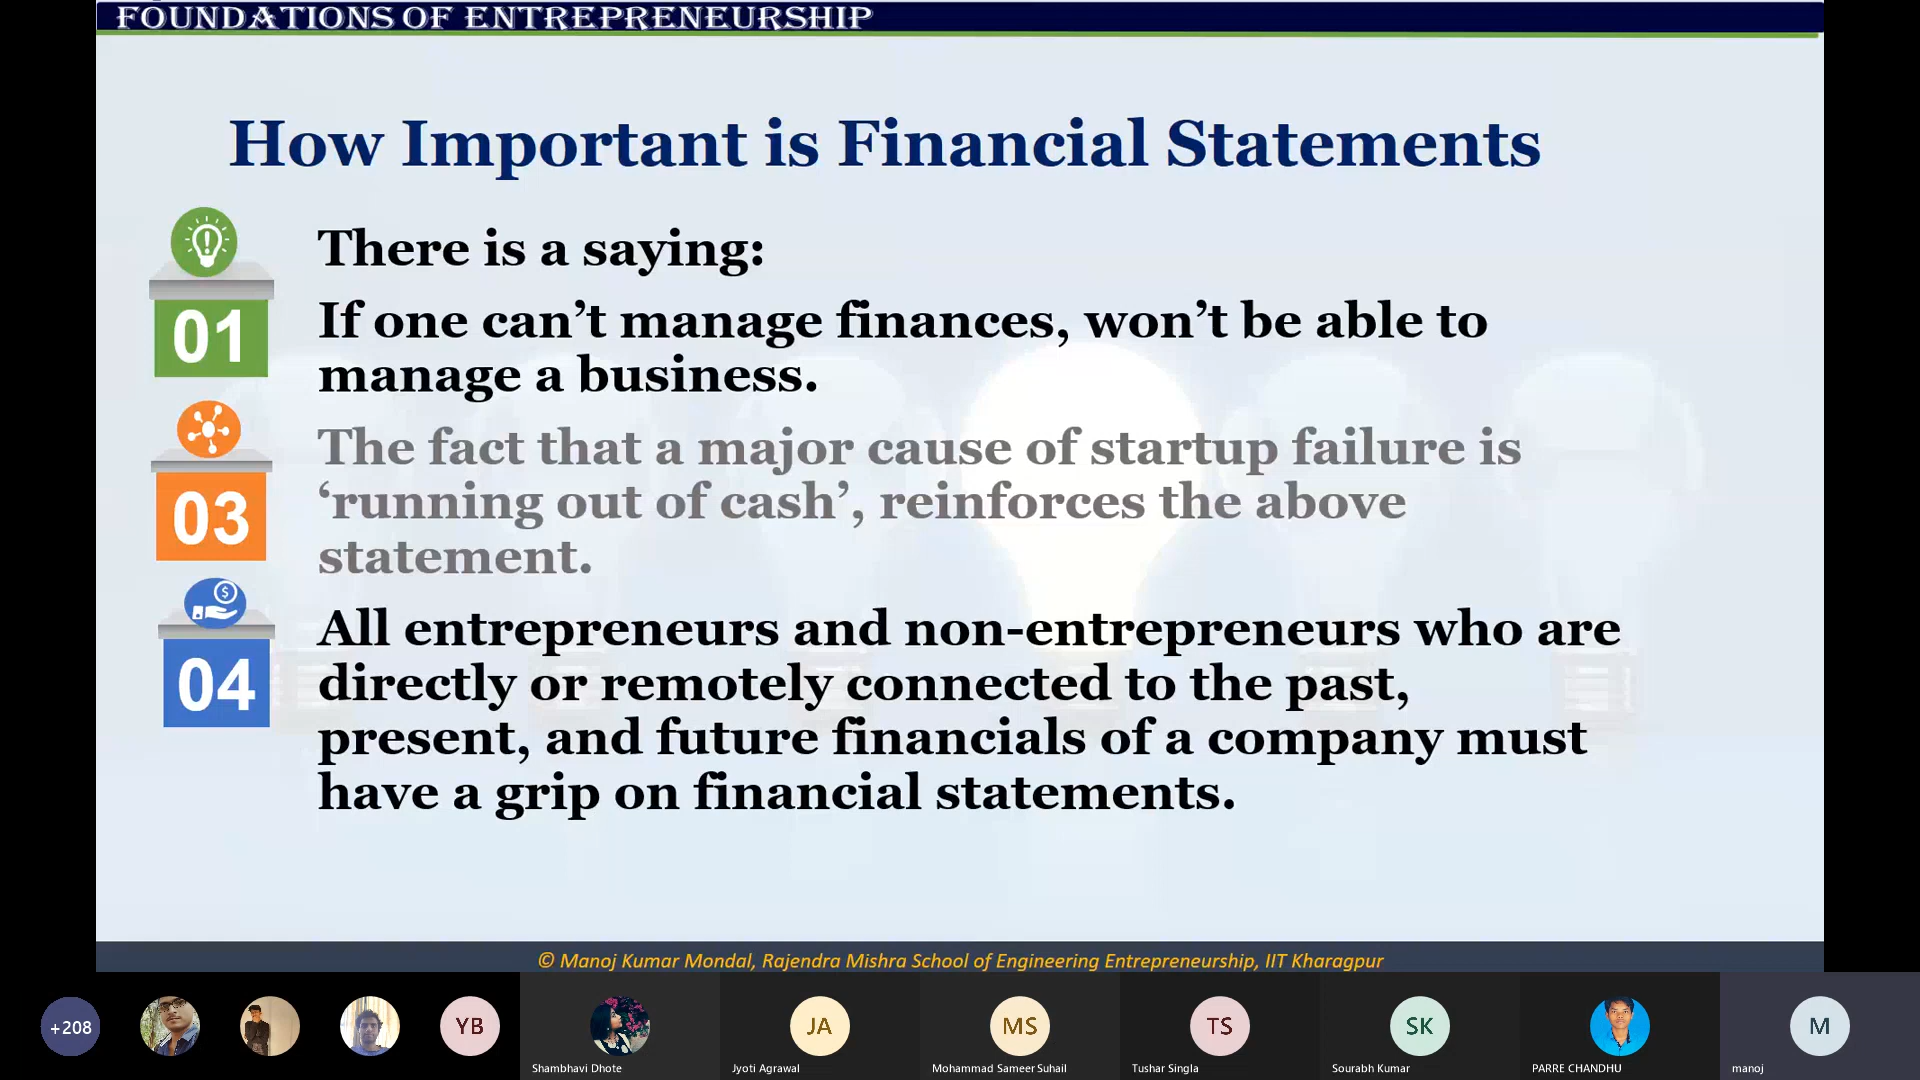 FOUNDATIONS OF ENTREPRENEURSHIP
How Important is Financial Statements
01
There is a saying:
If one can’t manage finances, won’t be able to
manage a business.
03
The fact that a major cause of startup failure is
‘running out of cash’, reinforces the above
statement.
04
All entrepreneurs and non-entrepreneurs who are
directly or remotely connected to the past,
present, and future financials of a company must
have a grip on financial statements.
© Manoj Kumar Mondal, Rajendra Mishra School of Engineering Entrepreneurship, IIT Kharagpur
+208
YB
JA
MS
TS
SK
M
Shambhavi Dhote
Jyoti Agrawal
Mohammad Sameer Suhail
Tushar Singla
Sourabh Kumar
PARRE CHANDHU
manoj